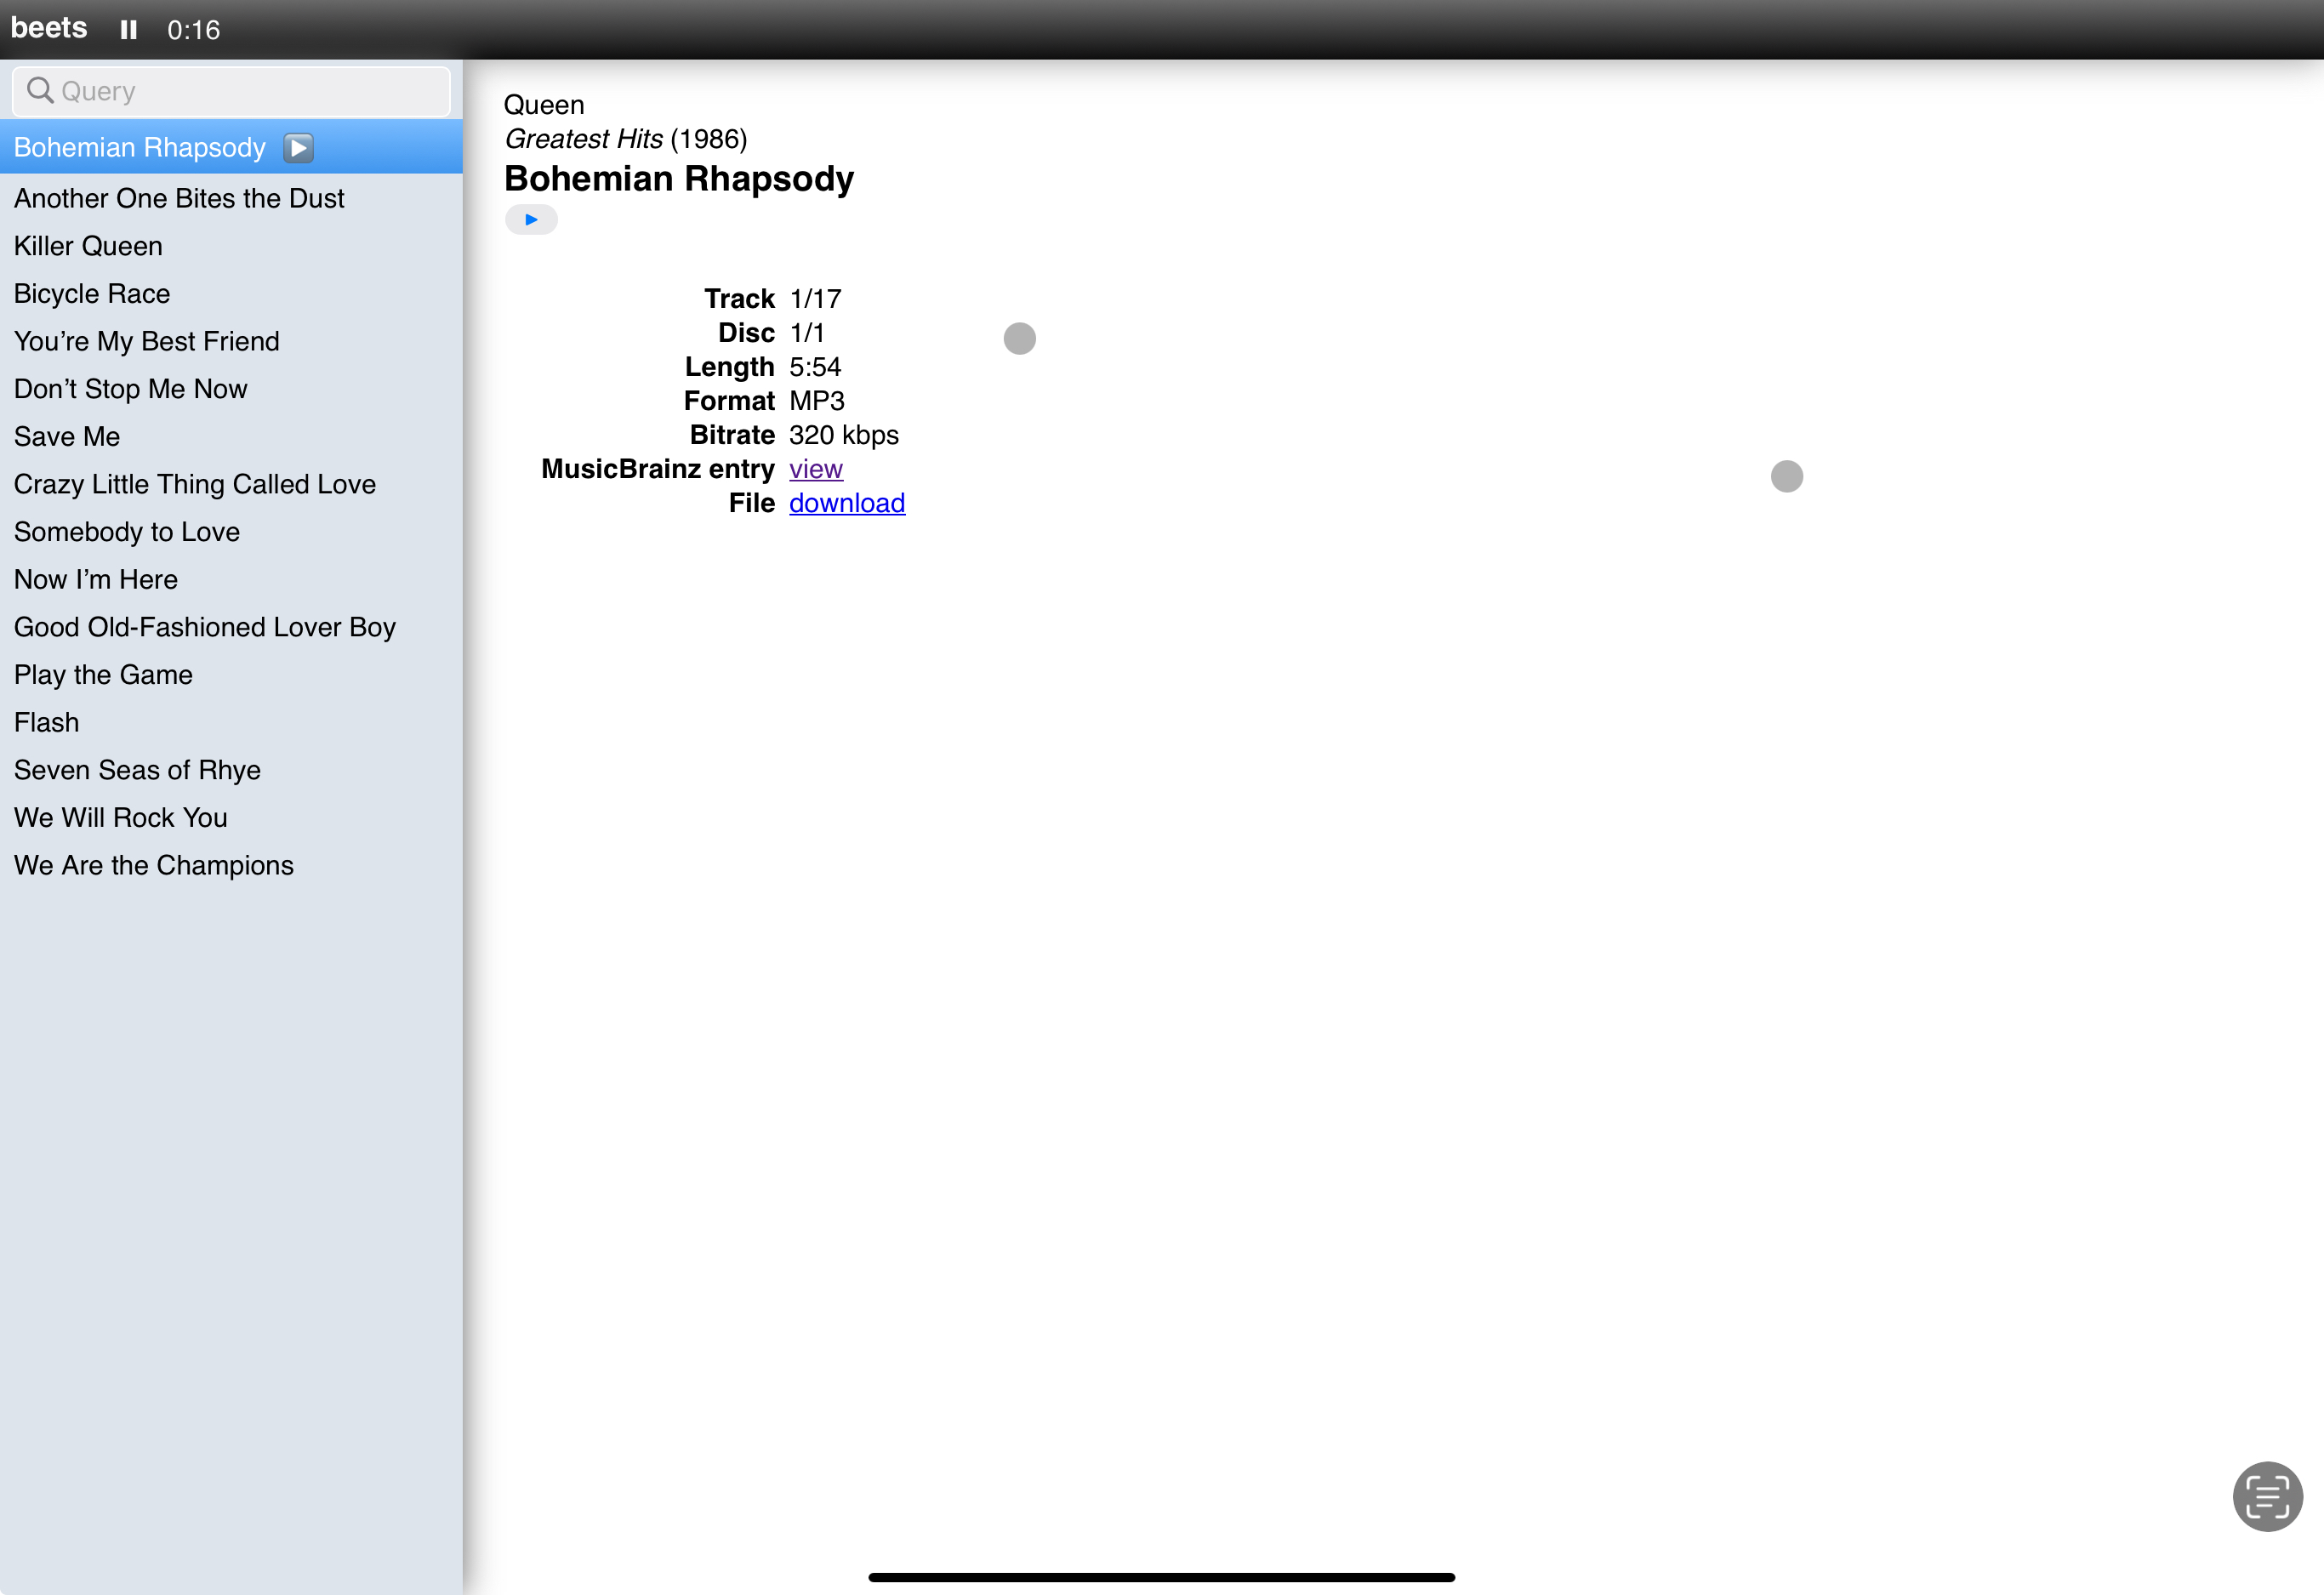 beets 0:16
Query
Bohemian Rhapsody
Another One Bites the Dust
Killer Queen
Bicycle Race
You’re My Best Friend
Don’t Stop Me Now
Save Me
Crazy Little Thing Called Love
Somebody to Love
Now I’m Here
Good Old-Fashioned Lover Boy
Play the Game
Flash
Seven Seas of Rhye
We Will Rock You
We Are the Champions
Queen
Greatest Hits (1986)
Bohemian Rhapsody
Track 1/17
Disc 1/1
Length 5:54
Format MP3
Bitrate 320 kbps
MusicBrainz entry view
File download